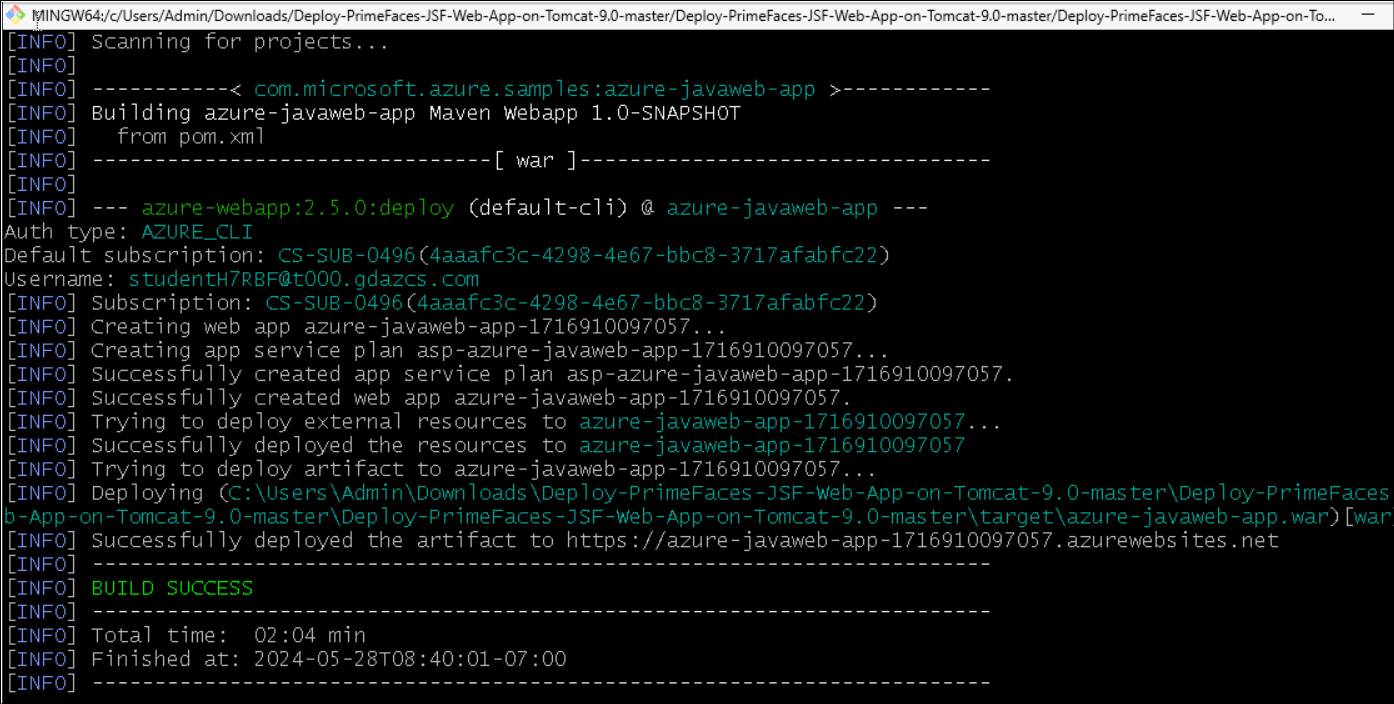 MINGW64:/c/Users/Admin/Downloads/Deploy-PrimeFaces-JSF-Web-App-on-Tomcat-9.0-master/Deploy-PrimeFaces-JSF-Web-App-on-Tomcat-9.0-master/Deploy-PrimeFaces-JSF-Web-App-on-To...
[INFO] Scanning for projects...
[INFO]
[INFO] -----------< com.microsoft.azure.samples:azure-javaweb-app >------------
[INFO] Building azure-javaweb-app Maven Webapp 1.0-SNAPSHOT
[INFO]   from pom.xml
[INFO] --------------------------------[ war ]---------------------------------
[INFO]
[INFO] --- azure-webapp:2.5.0:deploy (default-cli) @ azure-javaweb-app ---
Auth type: AZURE_CLI
Default subscription: CS-SUB-0496(4aaafc3c-4298-4e67-bbc8-3717afabfc22)
Username: studentH7RBF@t000.gdazcs.com
[INFO] Subscription: CS-SUB-0496(4aaafc3c-4298-4e67-bbc8-3717afabfc22)
[INFO] Creating web app azure-javaweb-app-1716910097057...
[INFO] Creating app service plan asp-azure-javaweb-app-1716910097057...
[INFO] Successfully created app service plan asp-azure-javaweb-app-1716910097057.
[INFO] Successfully created web app azure-javaweb-app-1716910097057.
[INFO] Trying to deploy external resources to azure-javaweb-app-1716910097057...
[INFO] Successfully deployed the resources to azure-javaweb-app-1716910097057
[INFO] Trying to deploy artifact to azure-javaweb-app-1716910097057...
[INFO] Deploying (C:\Users\Admin\Downloads\Deploy-PrimeFaces-JSF-Web-App-on-Tomcat-9.0-master\Deploy-PrimeFaces
b-App-on-Tomcat-9.0-master\Deploy-PrimeFaces-JSF-Web-App-on-Tomcat-9.0-master\target\azure-javaweb-app.war)[war
[INFO] Successfully deployed the artifact to https://azure-javaweb-app-1716910097057.azurewebsites.net
[INFO] ------------------------------------------------------------------------
[INFO] BUILD SUCCESS
[INFO] ------------------------------------------------------------------------
[INFO] Total time:  02:04 min
[INFO] Finished at: 2024-05-28T08:40:01-07:00
[INFO] ------------------------------------------------------------------------